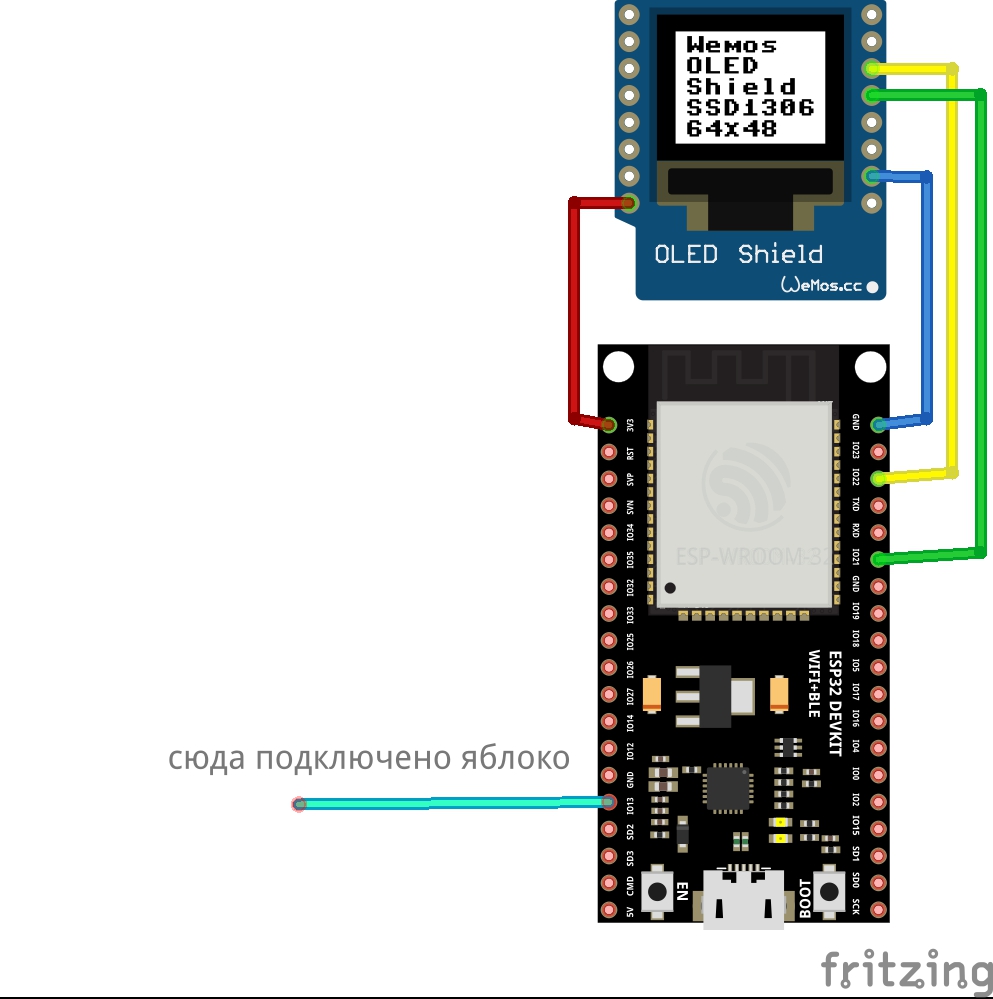 Wemos
OLED
Shield
SSD1306
64x48
OLED Shield
WeMos.cc
3V3
RST
SVP
SVN
IO34
IO35
IO32
IO33
IO25
IO26
IO27
IO14
IO12
GND
IO13
SD2
SD3
CMD
5V
GND
IO23
IO22
TXD
RXD
IO21
GND
IO19
IO18
IO5
IO17
IO16
IO4
IO0
IO2
IO15
SD1
SD0
SCK
ESP-WROOM-32
ESP32 DEVKIT
WIFI+BLE
сюда подключено яблоко
EN
BOOT
fritzing